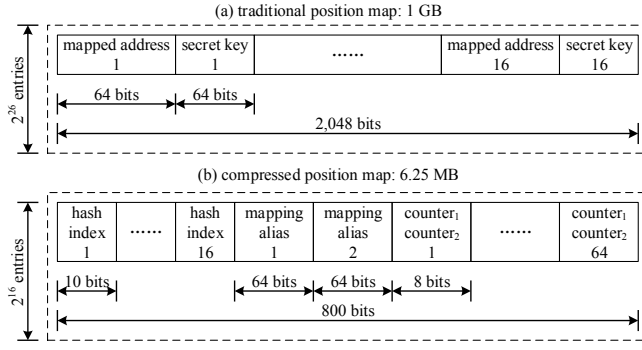 (a) traditional position map: 1 GB
mapped address 1
secret key 1
......
mapped address 16
secret key 16
2^26 entries
64 bits
64 bits
2,048 bits
(b) compressed position map: 6.25 MB
hash index 1
......
hash index 16
mapping alias 1
mapping alias 2
counter₁ counter₂ 1
......
counter₁ counter₂ 64
2^16 entries
10 bits
64 bits
64 bits
8 bits
800 bits